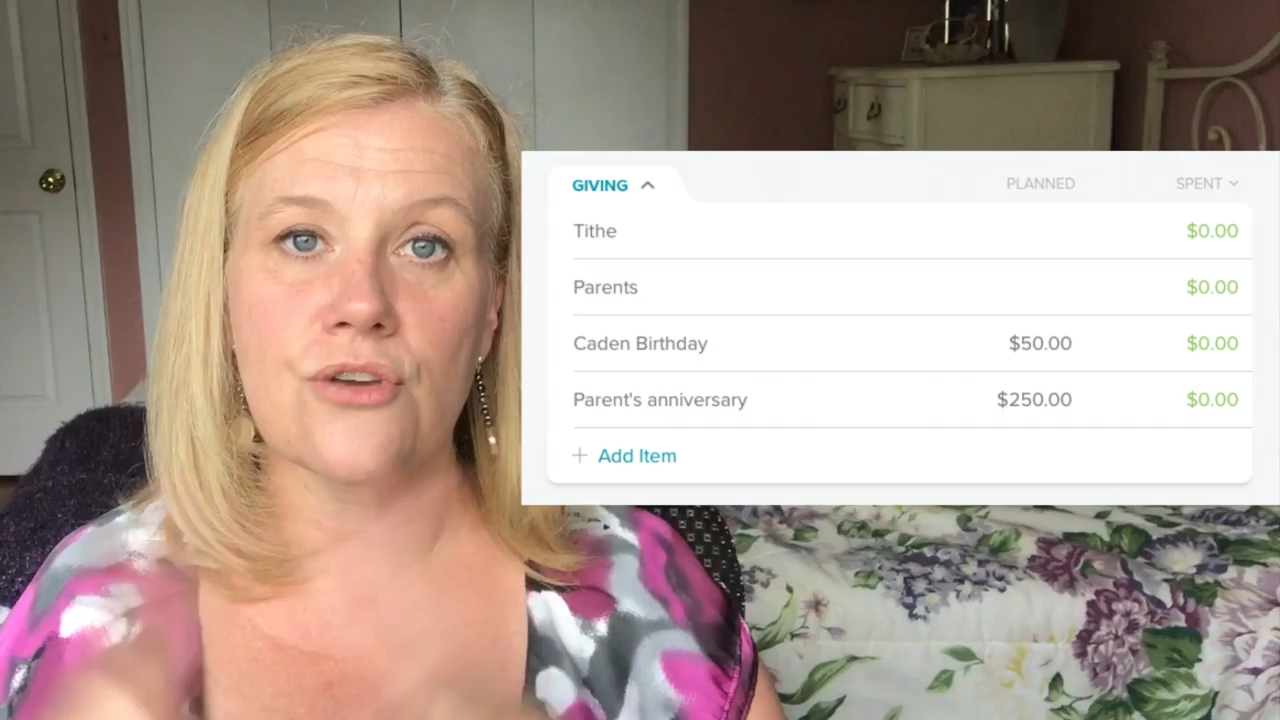 GIVING PLANNED SPENT
Tithe $0.00
Parents $0.00
Caden Birthday $50.00 $0.00
Parent's anniversary $250.00 $0.00
+ Add Item